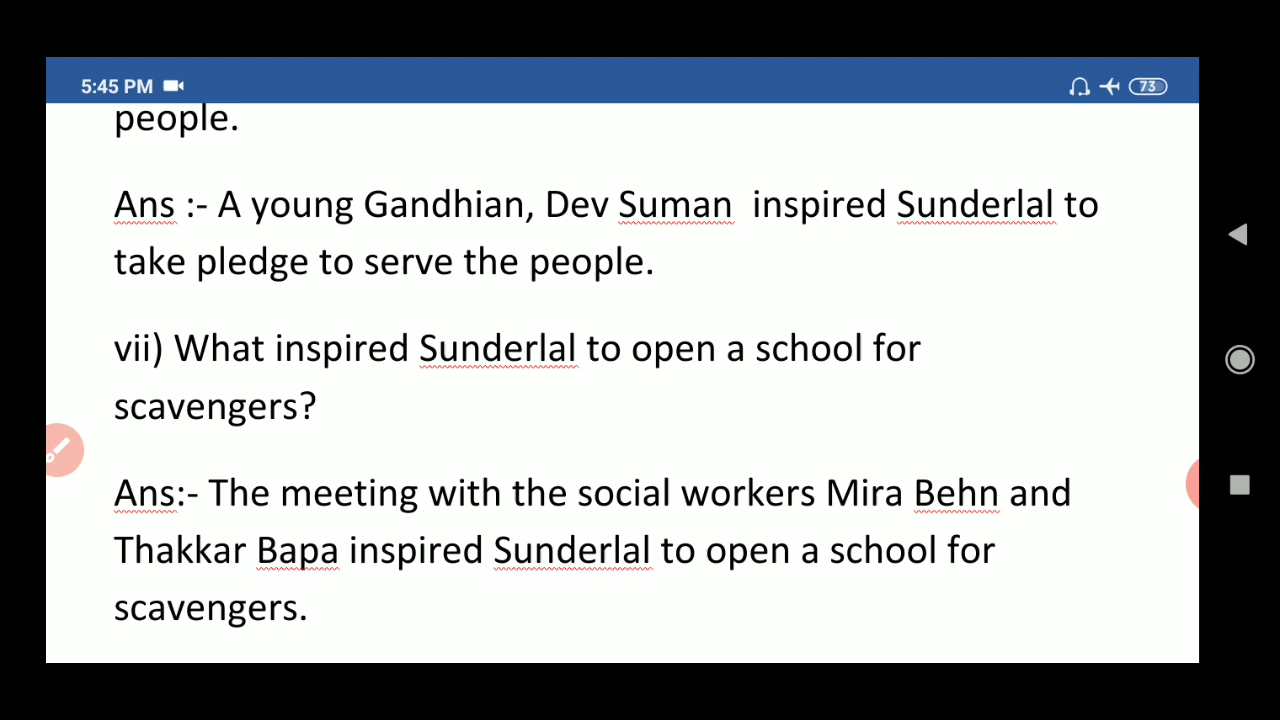 5:45 PM
73
people.
Ans :- A young Gandhian, Dev Suman  inspired Sunderlal to
take pledge to serve the people.
vii) What inspired Sunderlal to open a school for
scavengers?
Ans:- The meeting with the social workers Mira Behn and
Thakkar Bapa inspired Sunderlal to open a school for
scavengers.